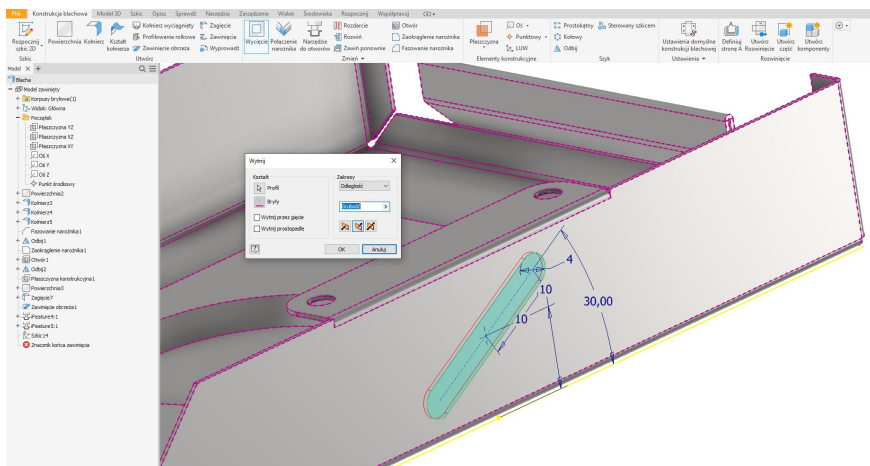 Plik Konstrukcja blachowa Model 3D Szkic Opisz Sprawdź Narzędzia Zarządzanie Widok Środowiska Rozpocznij Współpracuj
Rozpocznij szkic 2D
Powierzchnia
Kołnierz
Kształt kołnierza
Kołnierz wyciągnięty
Profilowanie rolkowe
Zawinięcie obrzeża
Zagięcie
Zawinięcie
Wyprowadź
Wycięcie
Połączenie narożnika
Narzędzie do otworów
Rozdarcie
Rozwiń
Zawiń ponownie
Otwór
Zaokrąglenie narożnika
Fazowanie narożnika
Płaszczyzna
Oś
Punktowy
LUW
Prostokątny
Kołowy
Odbij
Sterowany szkicem
Ustawienia domyślne konstrukcji blachowej
Definiuj stronę A
Utwórz Rozwinięcie
Utwórz część
Utwórz komponenty
Szkic
Utwórz
Zmień
Elementy konstrukcyjne
Szyk
Ustawienia
Rozwinięcie
Model × +
Blacha
Model zawinięty
Korpusy bryłowe(1)
Widok: Główna
Początek
Płaszczyzna YZ
Płaszczyzna XZ
Płaszczyzna XY
Oś X
Oś Y
Oś Z
Punkt środkowy
Powierzchnia2
Kołnierz3
Kołnierz4
Kołnierz5
Fazowanie narożnika1
Odbij1
Zaokrąglenie narożnika1
Otwór1
Odbij2
Płaszczyzna konstrukcyjna1
Powierzchnia3
Zagięcie7
Zawinięcie obrzeża1
iFeature4:1
iFeature5:1
Szkic14
Znacznik końca zawinięcia
Wytnij
Kształt
Profil
Bryły
Wytnij przez gięcie
Wytnij prostopadle
Zakresy
Odległość
Grubość
OK
Anuluj
4
10
10
30,00